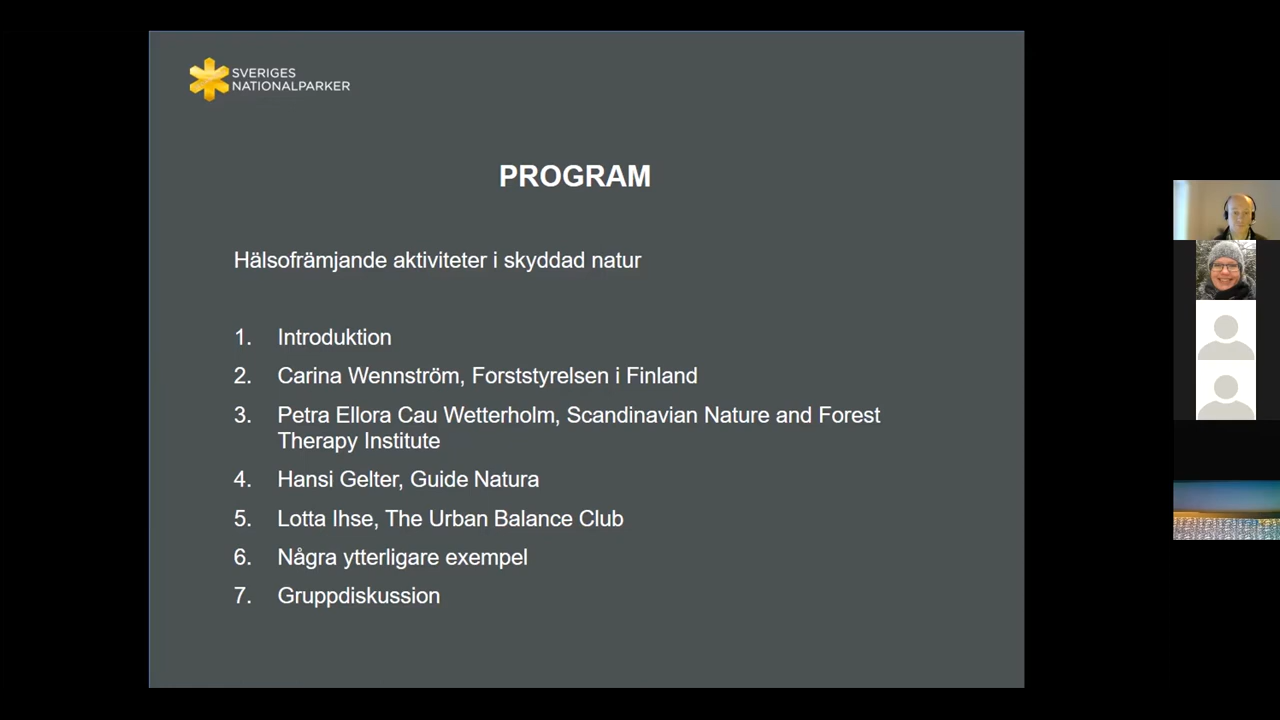 SVERIGES
NATIONALPARKER
PROGRAM
Hälsofrämjande aktiviteter i skyddad natur
1. Introduktion
2. Carina Wennström, Forststyrelsen i Finland
3. Petra Ellora Cau Wetterholm, Scandinavian Nature and Forest
Therapy Institute
4. Hansi Gelter, Guide Natura
5. Lotta Ihse, The Urban Balance Club
6. Några ytterligare exempel
7. Gruppdiskussion